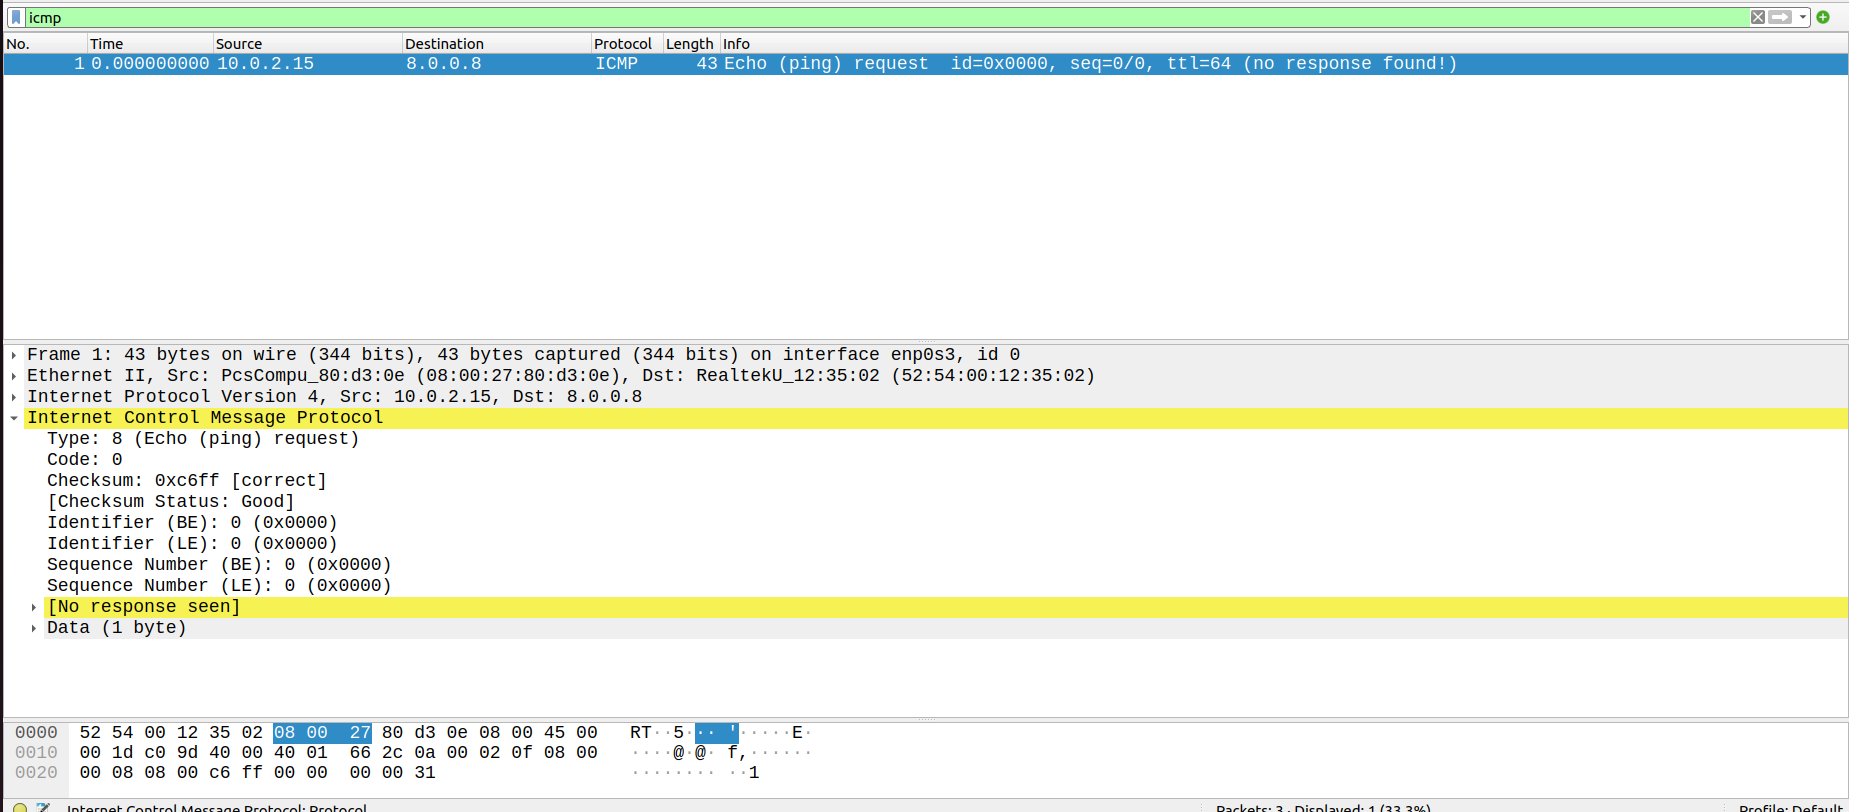 icmp
No. Time Source Destination Protocol Length Info
1 0.000000000 10.0.2.15 8.0.0.8 ICMP 43 Echo (ping) request id=0x0000, seq=0/0, ttl=64 (no response found!)
Frame 1: 43 bytes on wire (344 bits), 43 bytes captured (344 bits) on interface enp0s3, id 0
Ethernet II, Src: PcsCompu_80:d3:0e (08:00:27:80:d3:0e), Dst: RealtekU_12:35:02 (52:54:00:12:35:02)
Internet Protocol Version 4, Src: 10.0.2.15, Dst: 8.0.0.8
Internet Control Message Protocol
Type: 8 (Echo (ping) request)
Code: 0
Checksum: 0xc6ff [correct]
[Checksum Status: Good]
Identifier (BE): 0 (0x0000)
Identifier (LE): 0 (0x0000)
Sequence Number (BE): 0 (0x0000)
Sequence Number (LE): 0 (0x0000)
[No response seen]
Data (1 byte)
0000 52 54 00 12 35 02 08 00 27 80 d3 0e 08 00 45 00 RT··5··· '·····E·
0010 00 1d c0 9d 40 00 40 01 66 2c 0a 00 02 0f 08 00 ····@·@· f,······
0020 00 08 08 00 c6 ff 00 00 00 00 31 ········ ··1
Internet Control Message Protocol: Protocol Packets: 3 · Displayed: 1 (33.3%) Profile: Default